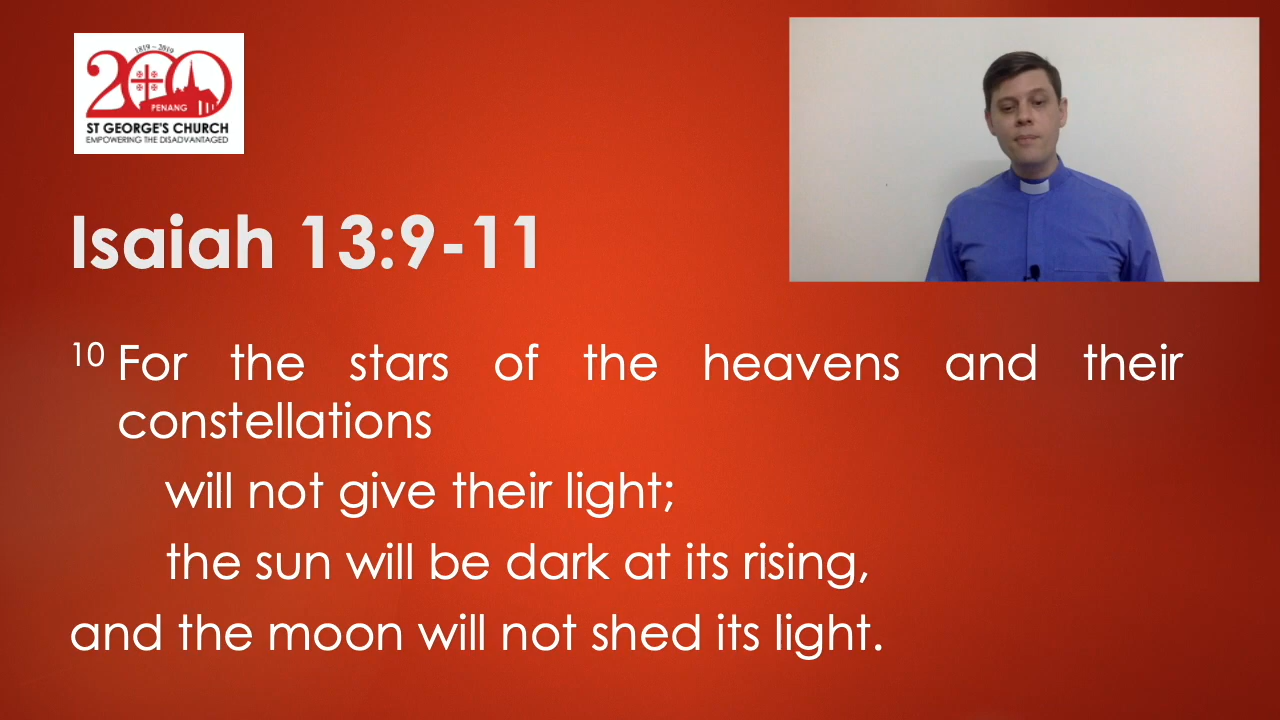 1819 ~ 2019
200
PENANG
ST GEORGE'S CHURCH
EMPOWERING THE DISADVANTAGED
Isaiah 13:9-11
10 For the stars of the heavens and their
constellations
will not give their light;
the sun will be dark at its rising,
and the moon will not shed its light.